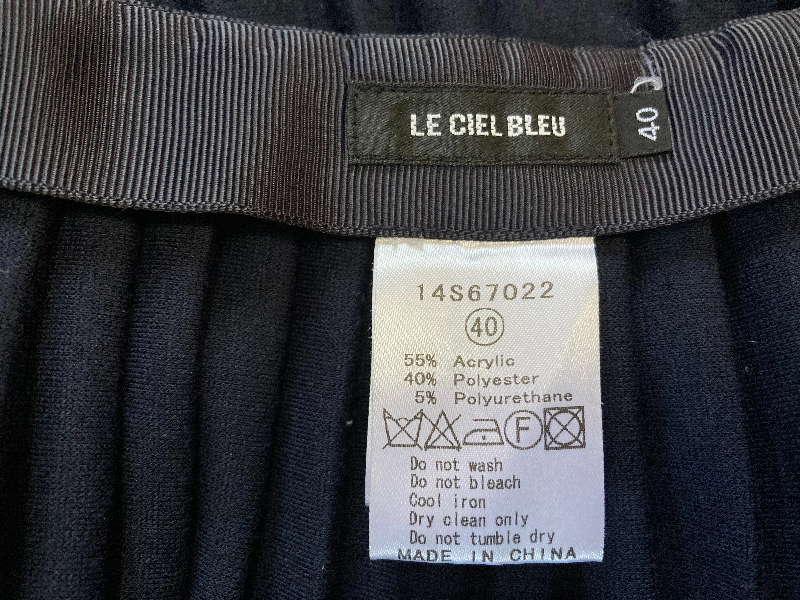 LE CIEL BLEU
40
14S67022
40
55% Acrylic
40% Polyester
5% Polyurethane
F
Do not wash
Do not bleach
Cool iron
Dry clean only
Do not tumble dry
MADE IN CHINA